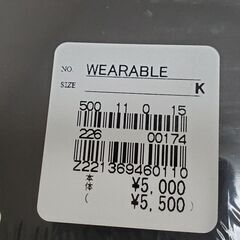 NO. WEARABLE
SIZE K
500 11 0 15
226 00174
Z221369460110
本体 ¥5,000
( ¥5,500